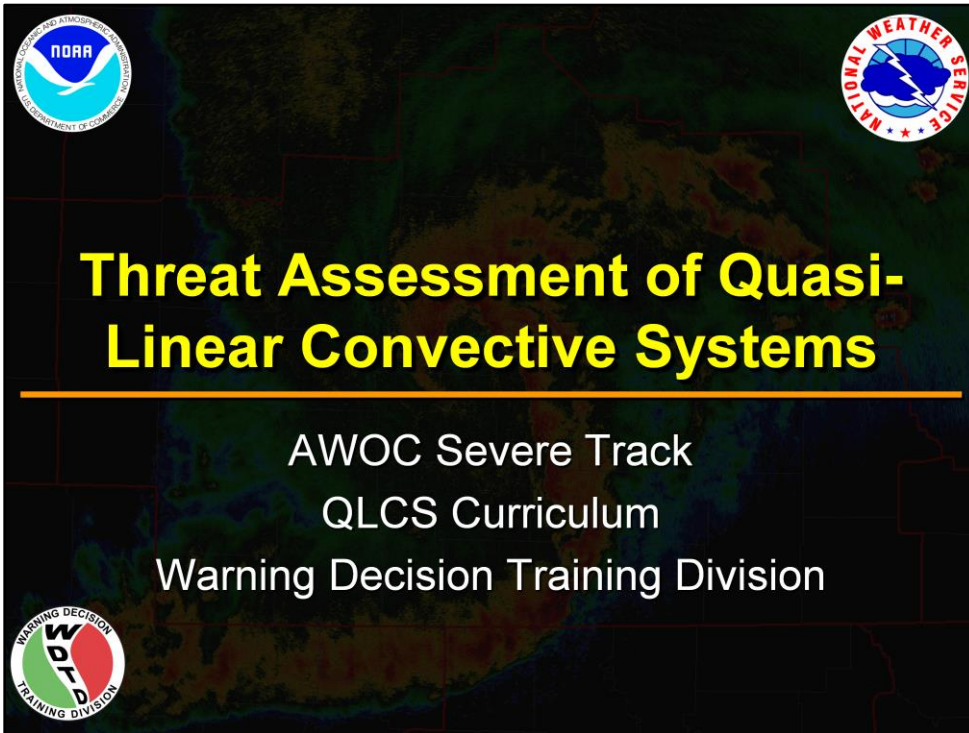 NATIONAL OCEANIC AND ATMOSPHERIC ADMINISTRATION
NOAA
U.S. DEPARTMENT OF COMMERCE
NATIONAL WEATHER SERVICE
Threat Assessment of Quasi-
Linear Convective Systems
AWOC Severe Track
QLCS Curriculum
Warning Decision Training Division
WARNING DECISION
WDTD
TRAINING DIVISION